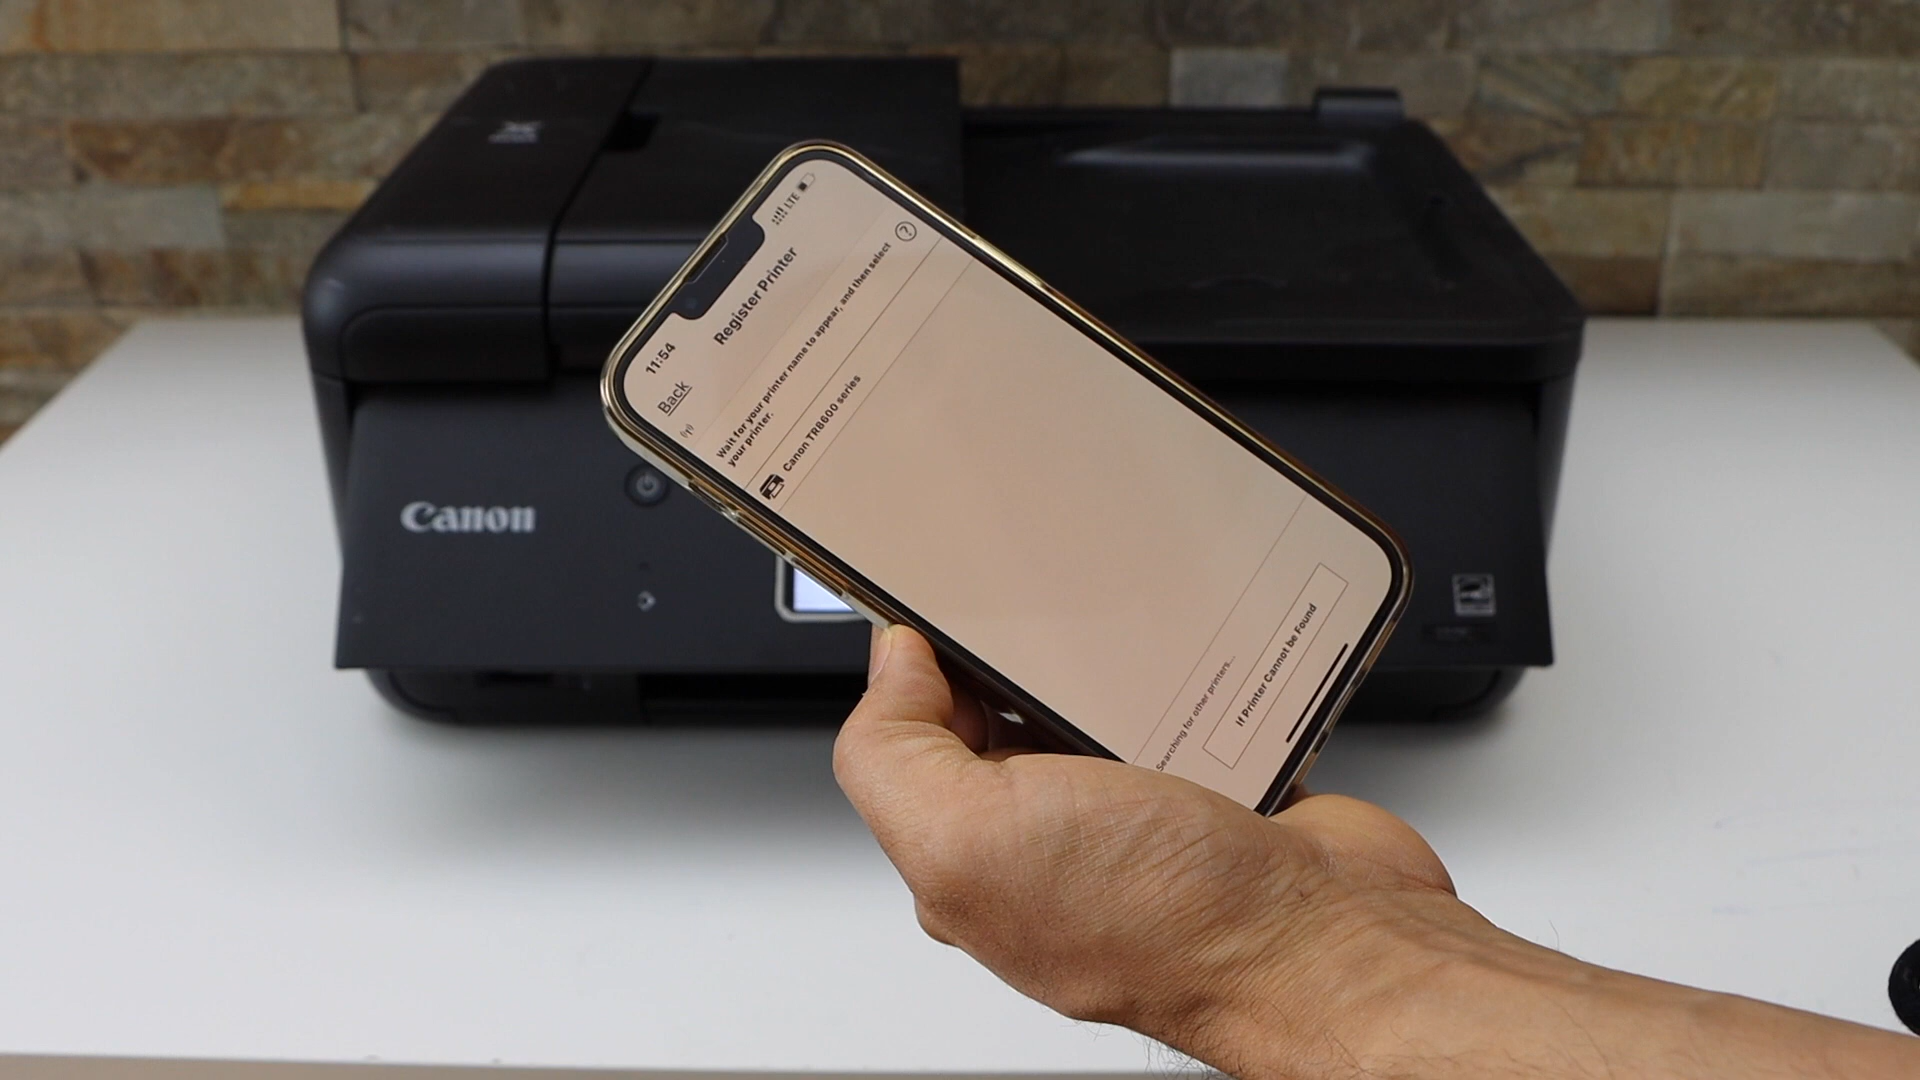 11:54
LTE
Back
Register Printer
Wait for your printer name to appear, and then select
your printer.
?
Canon TR8600 series
Searching for other printers...
If Printer Cannot be Found
Canon